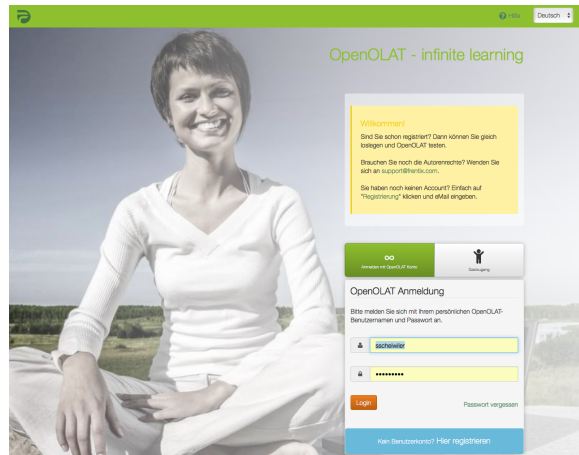 Hilfe Deutsch
OpenOLAT - infinite learning
Willkommen!
Sind Sie schon registriert? Dann können Sie gleich
loslegen und OpenOLAT testen.
Brauchen Sie noch die Autorenrechte? Wenden Sie
sich an support@frentix.com.
Sie haben noch keinen Account? Einfach auf
"Registrierung" klicken und eMail eingeben.
Anmelden mit OpenOLAT Konto
Gastzugang
OpenOLAT Anmeldung
Bitte melden Sie sich mit Ihrem persönlichen OpenOLAT-
Benutzernamen und Passwort an.
sscheiwiler
Login
Passwort vergessen
Kein Benutzerkonto? Hier registrieren